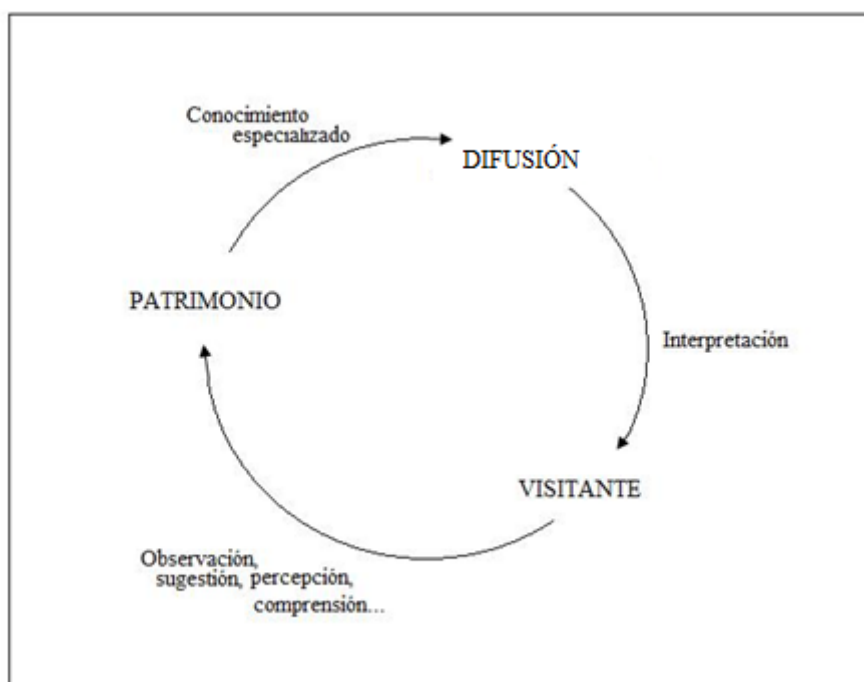 Conocimiento
especializado
DIFUSIÓN
PATRIMONIO
Interpretación
VISITANTE
Observación,
sugestión, percepción,
comprensión...